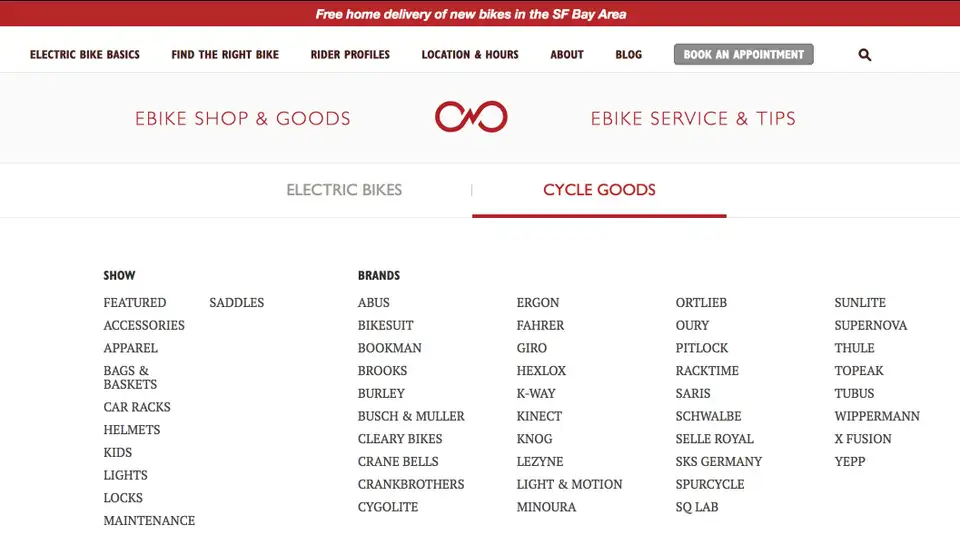 Free home delivery of new bikes in the SF Bay Area
ELECTRIC BIKE BASICS
FIND THE RIGHT BIKE
RIDER PROFILES
LOCATION & HOURS
ABOUT
BLOG
BOOK AN APPOINTMENT
EBIKE SHOP & GOODS
EBIKE SERVICE & TIPS
ELECTRIC BIKES
CYCLE GOODS
SHOW
FEATURED
ACCESSORIES
APPAREL
BAGS &
BASKETS
CAR RACKS
HELMETS
KIDS
LIGHTS
LOCKS
MAINTENANCE
SADDLES
BRANDS
ABUS
BIKESUIT
BOOKMAN
BROOKS
BURLEY
BUSCH & MULLER
CLEARY BIKES
CRANE BELLS
CRANKBROTHERS
CYGOLITE
ERGON
FAHRER
GIRO
HEXLOX
K-WAY
KINECT
KNOG
LEZYNE
LIGHT & MOTION
MINOURA
ORTLIEB
OURY
PITLOCK
RACKTIME
SARIS
SCHWALBE
SELLE ROYAL
SKS GERMANY
SPURCYCLE
SQ LAB
SUNLITE
SUPERNOVA
THULE
TOPEAK
TUBUS
WIPPERMANN
X FUSION
YEPP